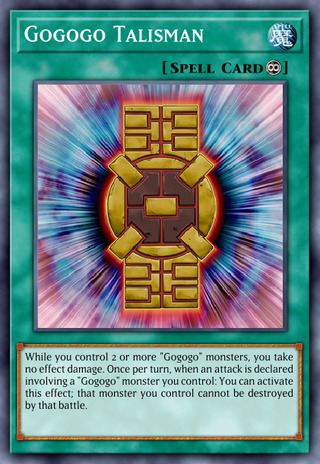 Gogogo Talisman
魔
[Spell Card]
While you control 2 or more "Gogogo" monsters, you take
no effect damage. Once per turn, when an attack is declared
involving a "Gogogo" monster you control: You can activate
this effect; that monster you control cannot be destroyed
by that battle.